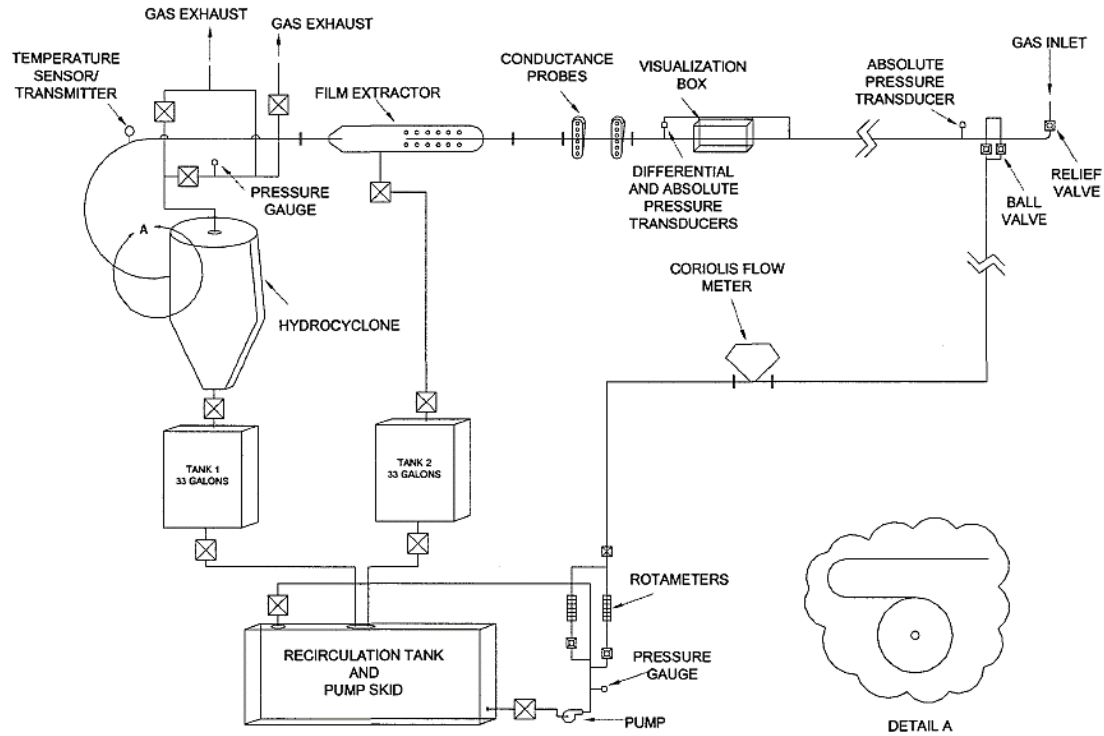 GAS EXHAUST
GAS EXHAUST
GAS INLET
TEMPERATURE
SENSOR/
TRANSMITTER
FILM EXTRACTOR
CONDUCTANCE
PROBES
VISUALIZATION
BOX
ABSOLUTE
PRESSURE
TRANSDUCER
PRESSURE
GAUGE
DIFFERENTIAL
AND ABSOLUTE
PRESSURE
TRANSDUCERS
BALL
VALVE
RELIEF
VALVE
A
HYDROCYCLONE
CORIOLIS FLOW
METER
TANK 1
33 GALONS
TANK 2
33 GALONS
ROTAMETERS
RECIRCULATION TANK
AND
PUMP SKID
PRESSURE
GAUGE
PUMP
DETAIL A